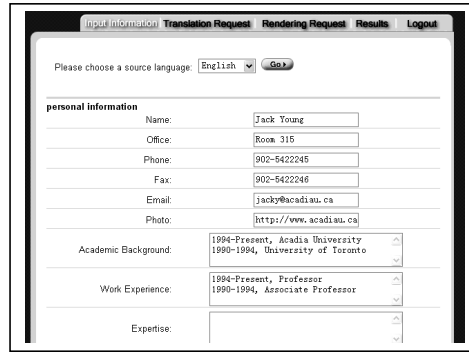 Input Information Translation Request Rendering Request Results Logout
Please choose a source language: English Go
personal information
Name: Jack Young
Office: Room 315
Phone: 902-5422245
Fax: 902-5422246
Email: jacky@acadiau.ca
Photo: http://www.acadiau.ca
Academic Background: 1994-Present, Acadia University
1990-1994, University of Toronto
Work Experience: 1994-Present, Professor
1990-1994, Associate Professor
Expertise: